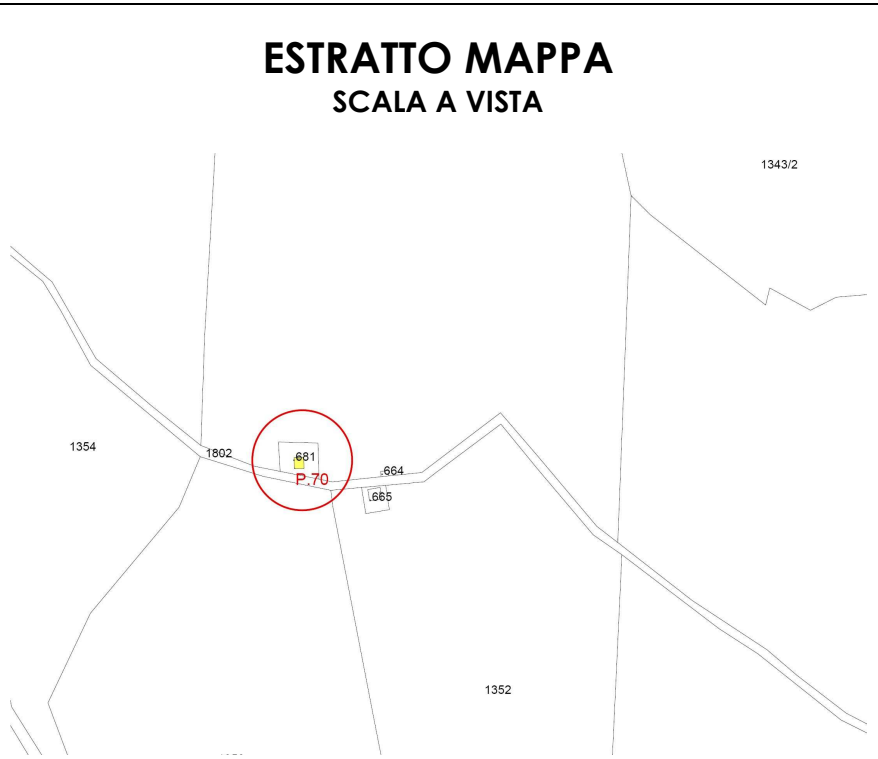 ESTRATTO MAPPA
SCALA A VISTA
1343/2
1354
1802
.681
P.70
.664
.665
1352